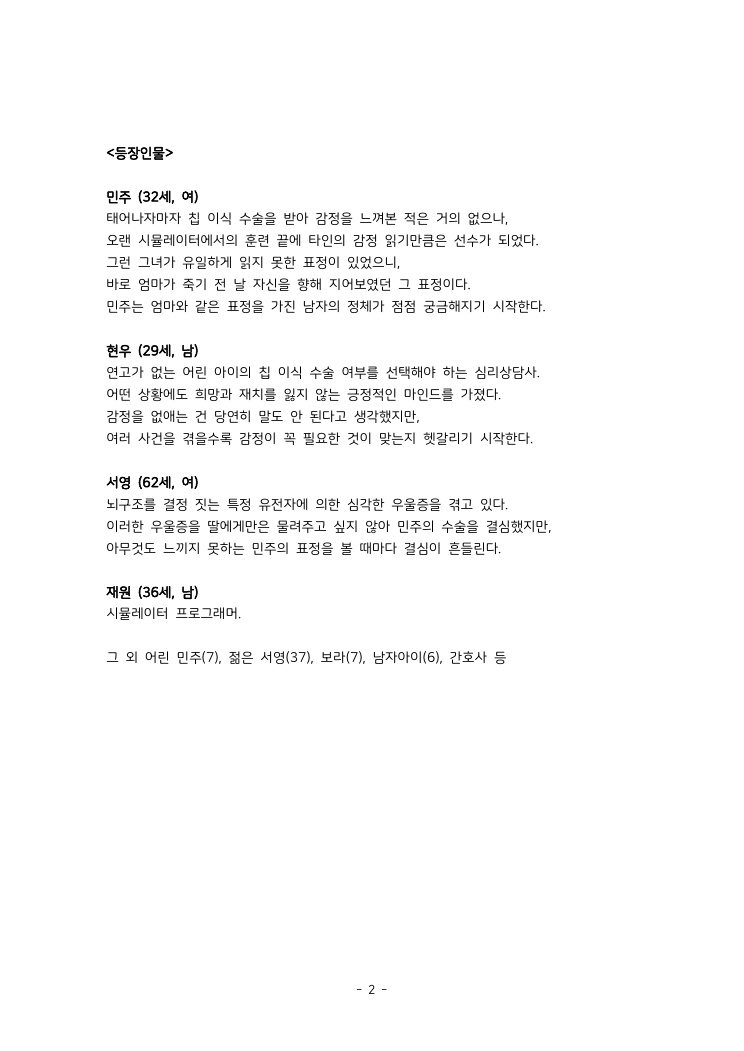 <등장인물>
민주 (32세, 여)
태어나자마자 칩 이식 수술을 받아 감정을 느껴본 적은 거의 없으나,
오랜 시뮬레이터에서의 훈련 끝에 타인의 감정 읽기만큼은 선수가 되었다.
그런 그녀가 유일하게 읽지 못한 표정이 있었으니,
바로 엄마가 죽기 전 날 자신을 향해 지어보였던 그 표정이다.
민주는 엄마와 같은 표정을 가진 남자의 정체가 점점 궁금해지기 시작한다.
현우 (29세, 남)
연고가 없는 어린 아이의 칩 이식 수술 여부를 선택해야 하는 심리상담사.
어떤 상황에도 희망과 재치를 잃지 않는 긍정적인 마인드를 가졌다.
감정을 없애는 건 당연히 말도 안 된다고 생각했지만,
여러 사건을 겪을수록 감정이 꼭 필요한 것이 맞는지 헷갈리기 시작한다.
서영 (62세, 여)
뇌구조를 결정 짓는 특정 유전자에 의한 심각한 우울증을 겪고 있다.
이러한 우울증을 딸에게만은 물려주고 싶지 않아 민주의 수술을 결심했지만,
아무것도 느끼지 못하는 민주의 표정을 볼 때마다 결심이 흔들린다.
재원 (36세, 남)
시뮬레이터 프로그래머.
그 외 어린 민주(7), 젊은 서영(37), 보라(7), 남자아이(6), 간호사 등
- 2 -